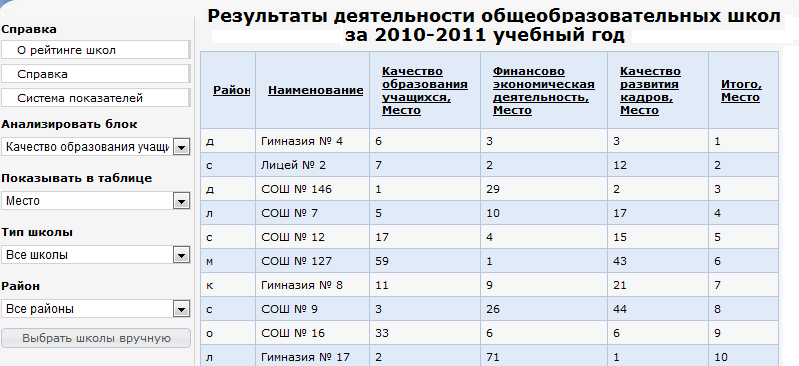 Результаты деятельности общеобразовательных школ
за 2010-2011 учебный год
Справка
О рейтинге школ
Справка
Система показателей
Анализировать блок
Качество образования учащи
Показывать в таблице
Место
Тип школы
Все школы
Район
Все районы
Выбрать школы вручную
Район Наименование Качество образования учащихся, Место Финансово экономическая деятельность, Место Качество развития кадров, Место Итого, Место
д Гимназия № 4 6 3 3 1
с Лицей № 2 7 2 12 2
д СОШ № 146 1 29 2 3
л СОШ № 7 5 10 17 4
с СОШ № 12 17 4 15 5
м СОШ № 127 59 1 43 6
к Гимназия № 8 11 9 21 7
с СОШ № 9 3 26 44 8
о СОШ № 16 33 6 6 9
л Гимназия № 17 2 71 1 10